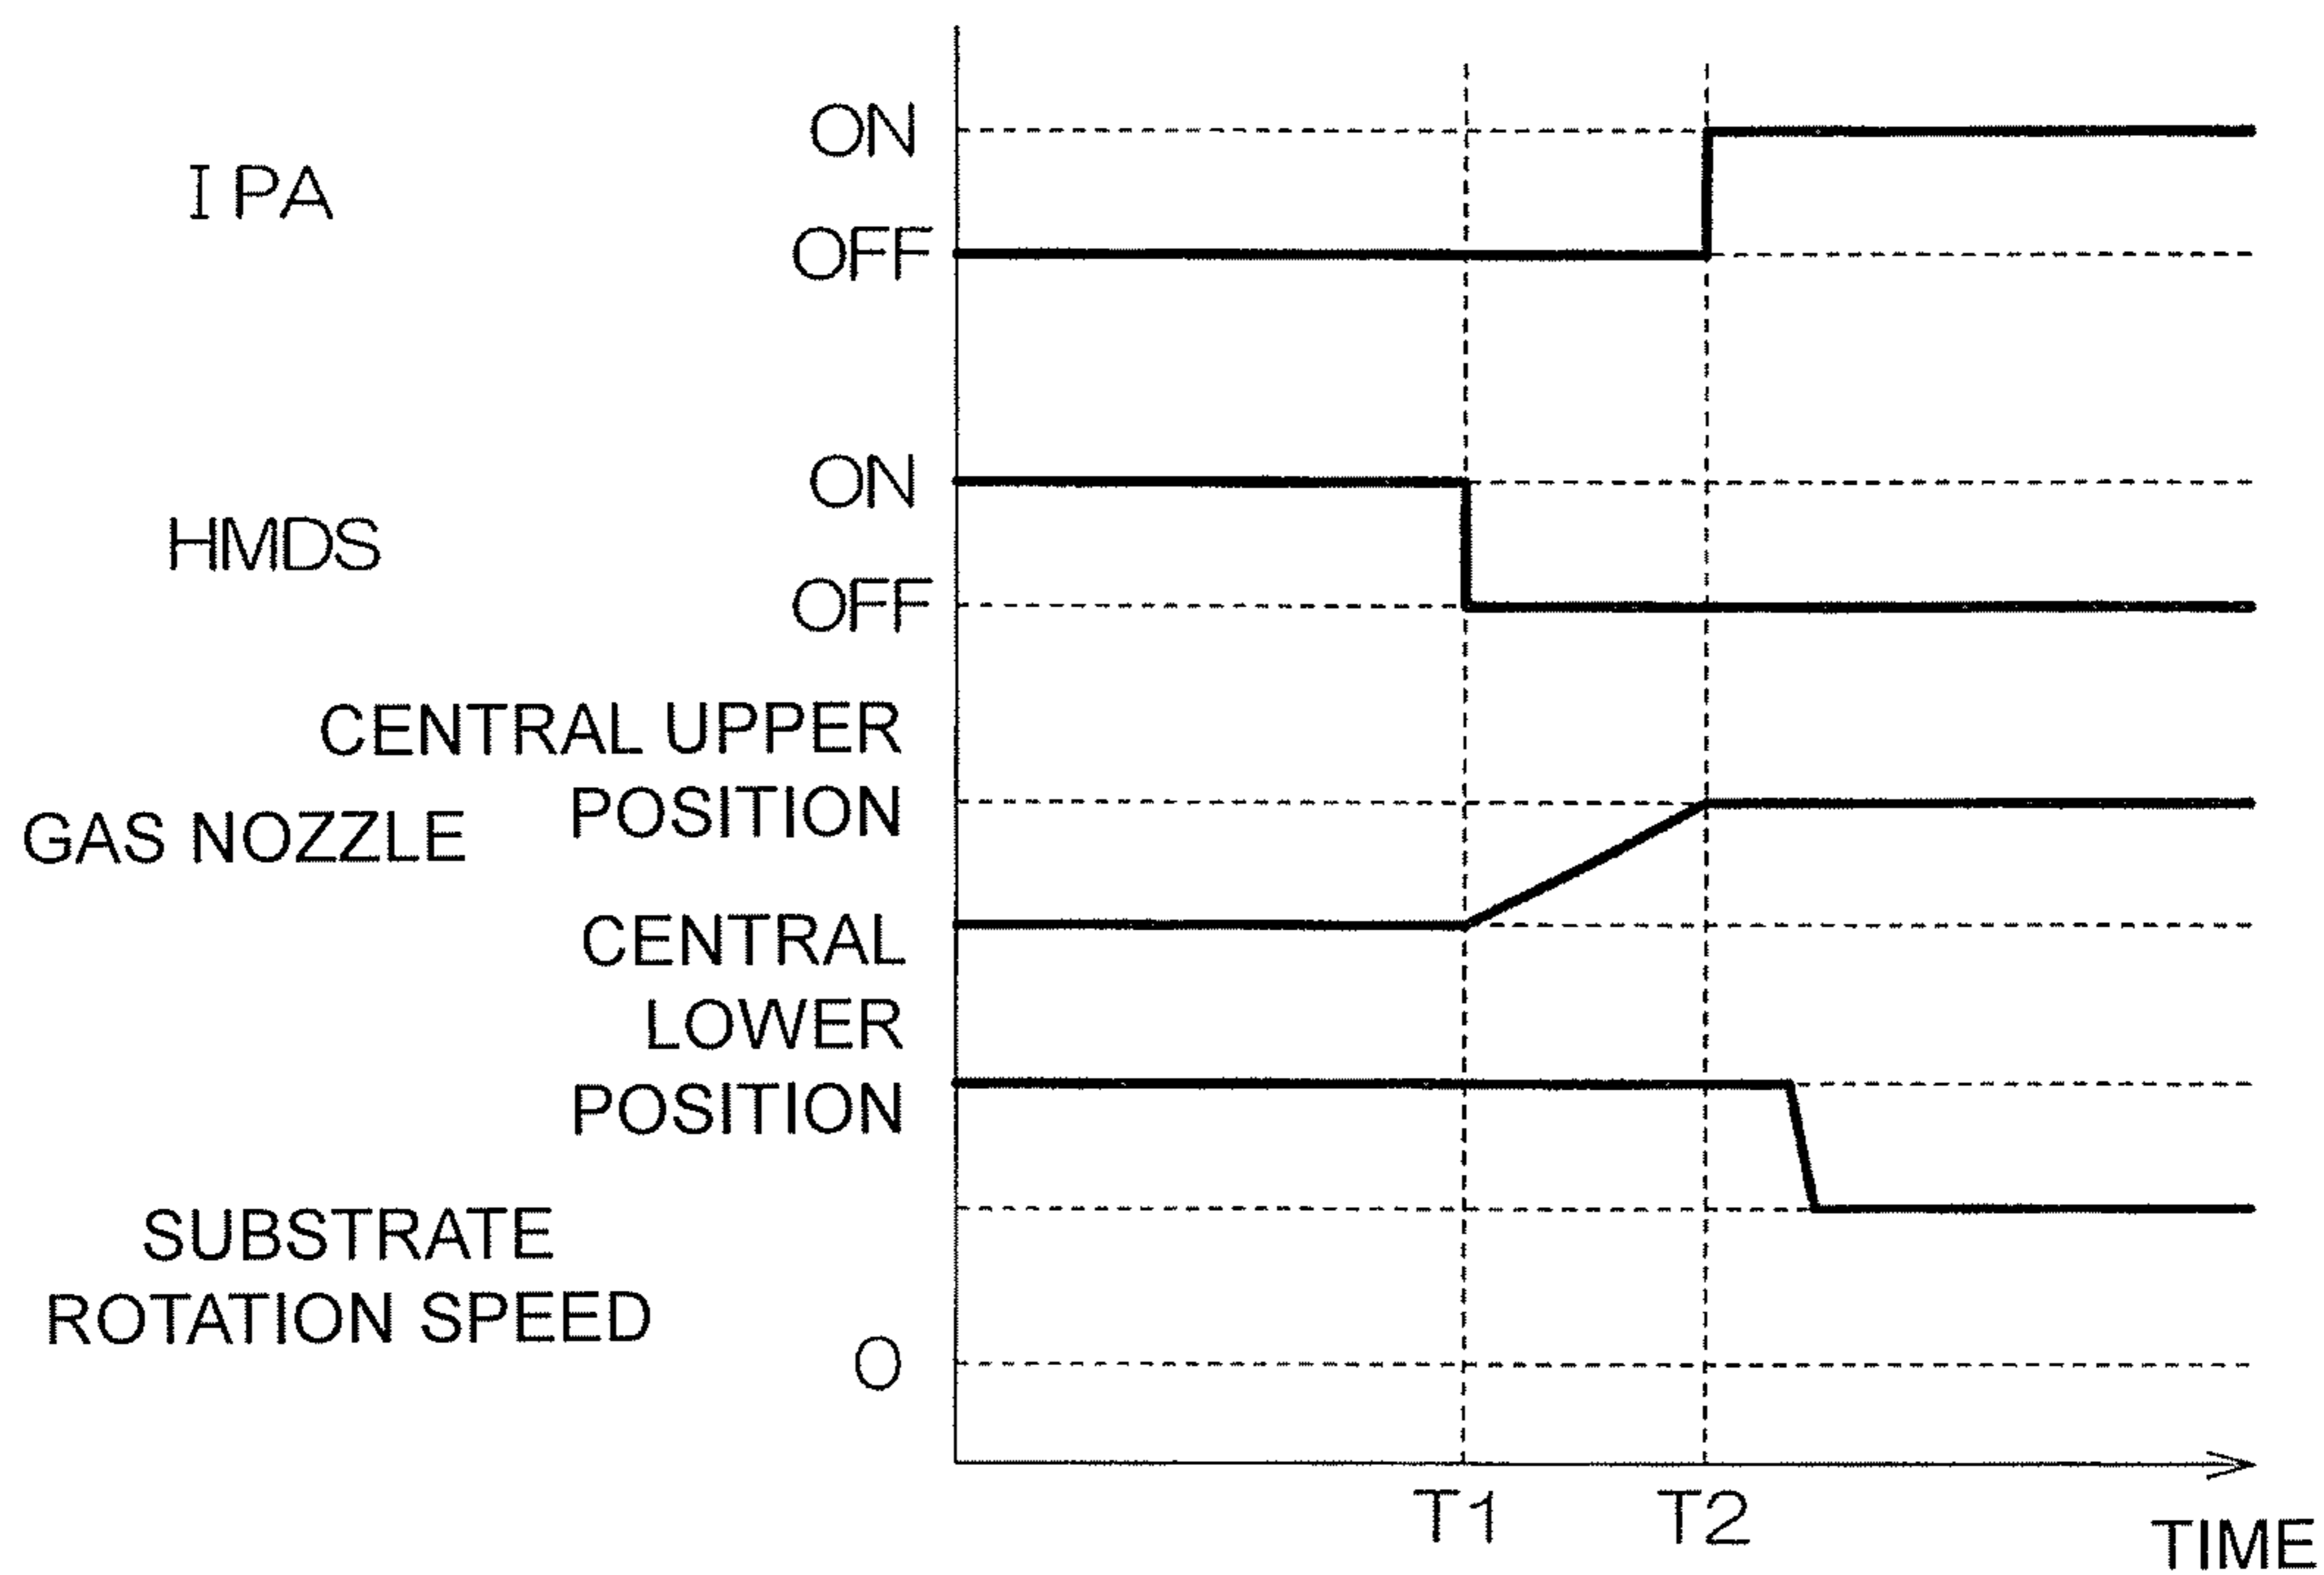 ON
IPA
OFF
ON
HMDS
OFF
CENTRAL UPPER
POSITION
GAS NOZZLE
CENTRAL
LOWER
POSITION
SUBSTRATE
ROTATION SPEED
0
T1 T2
TIME